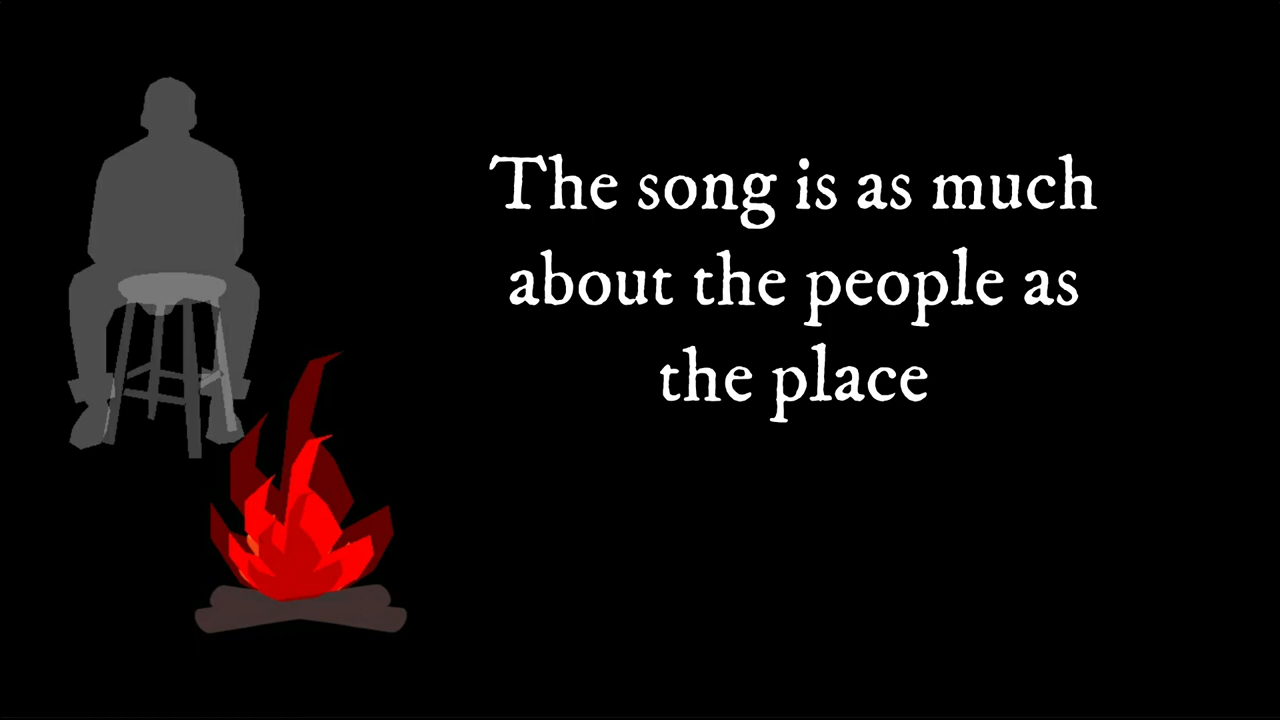 The song is as much
about the people as
the place